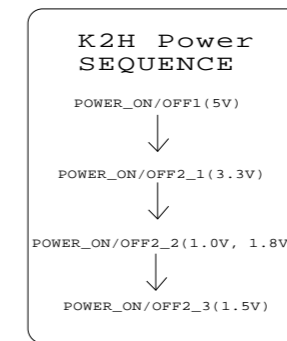 K2H Power
SEQUENCE
POWER_ON/OFF1(5V)
POWER_ON/OFF2_1(3.3V)
POWER_ON/OFF2_2(1.0V, 1.8V
POWER_ON/OFF2_3(1.5V)